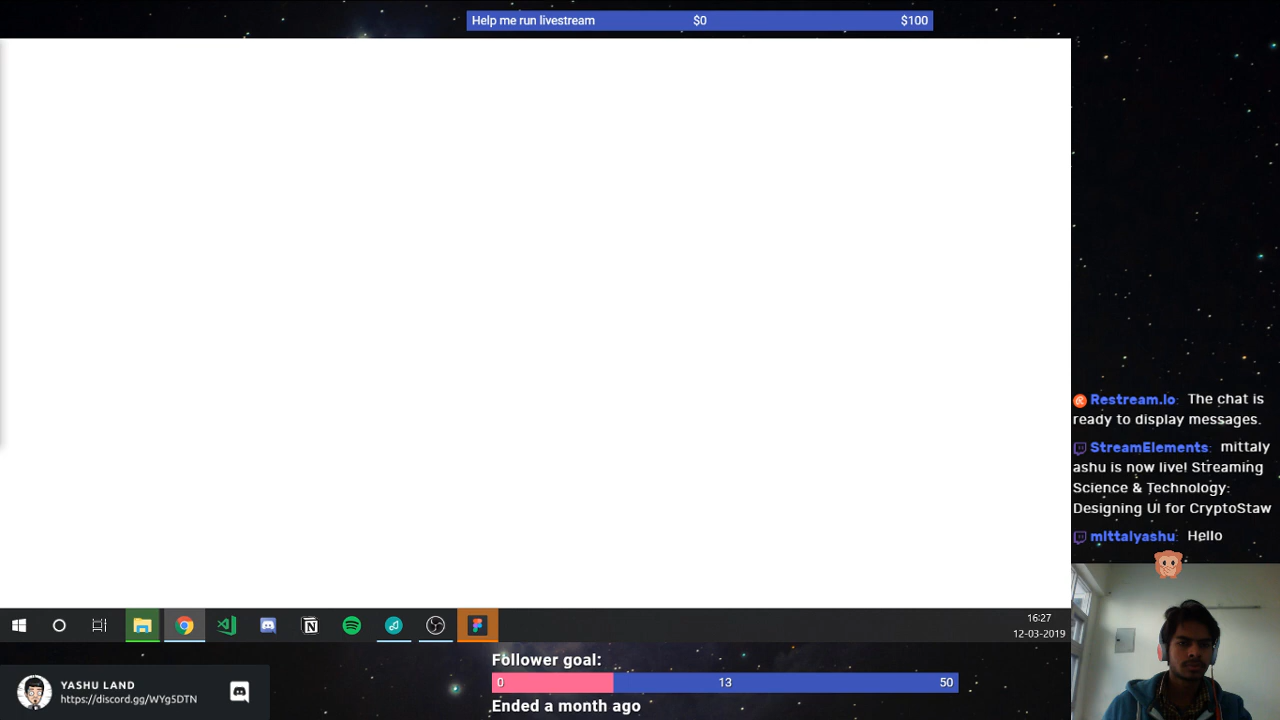 Help me run livestream $0 $100
Restream.io: The chat is
ready to display messages.
StreamElements: mittaly
ashu is now live! Streaming
Science & Technology:
Designing UI for CryptoStaw
mittalyashu: Hello
16:27
12-03-2019
Follower goal:
0 13 50
Ended a month ago
YASHU LAND
https://discord.gg/WYg5DTN